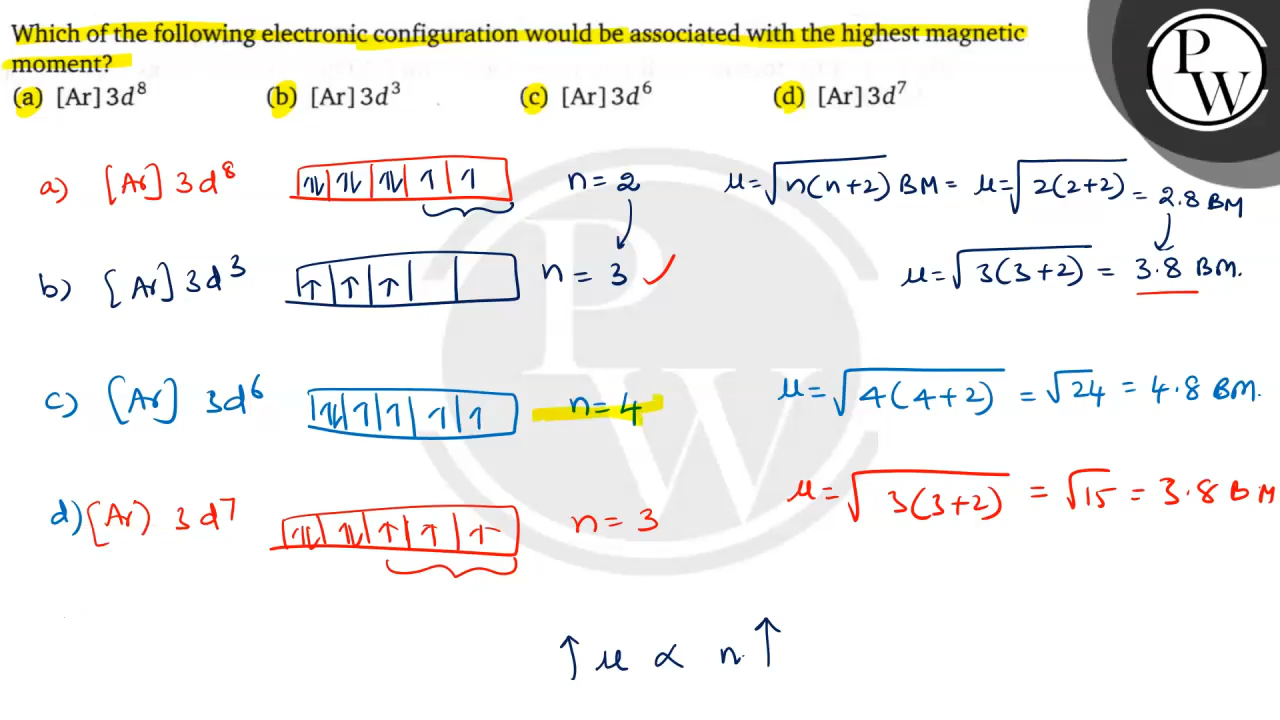 Which of the following electronic configuration would be associated with the highest magnetic
moment?
(a) [Ar] 3d⁸ (b) [Ar] 3d³ (c) [Ar] 3d⁶ (d) [Ar] 3d⁷
P
W
a) [Ar] 3d⁸ ⇅ ⇅ ⇅ ↿ ↿ n = 2 μ = √n(n+2) BM = μ = √2(2+2) = 2.8 BM
b) [Ar] 3d³ ↑ ↑ ↑ n = 3 ✓ μ = √3(3+2) = 3.8 BM.
c) [Ar] 3d⁶ ⇅ ↿ ↿ ↿ ↿ n = 4 μ = √4(4+2) = √24 = 4.8 BM.
d) [Ar) 3d⁷ ⇅ ⇅ ↑ ↿ ↿ n = 3 μ = √3(3+2) = √15 = 3.8 BM
P
W
↑ μ ∝ n ↑